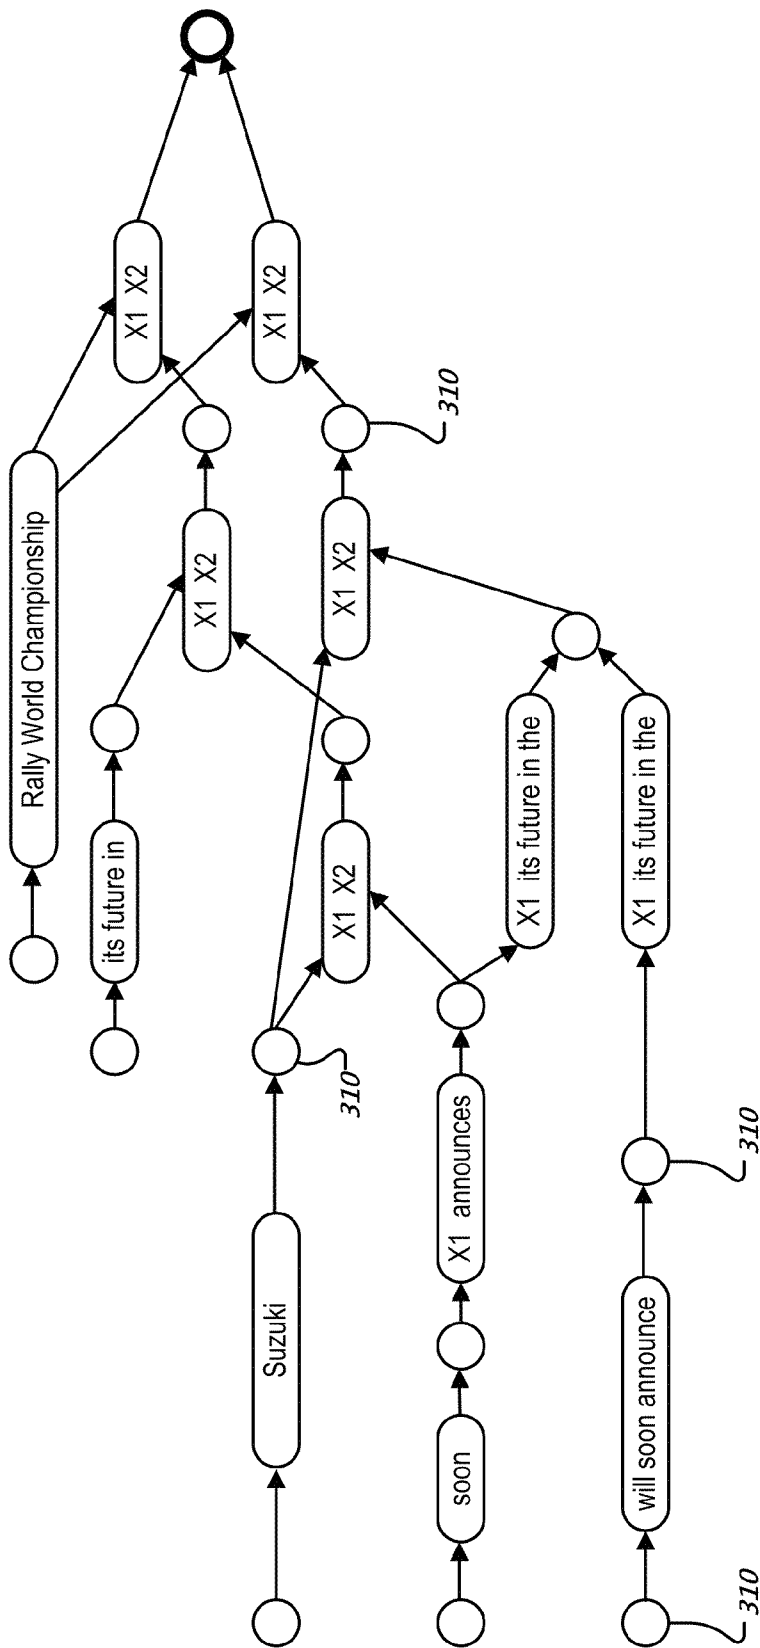 Rally World Championship
its future in
X1 X2
X1 X2
X1 X2
Suzuki
X1 X2
X1 X2
310
310
soon
X1 announces
X1 its future in the
will soon announce
X1 its future in the
310
310